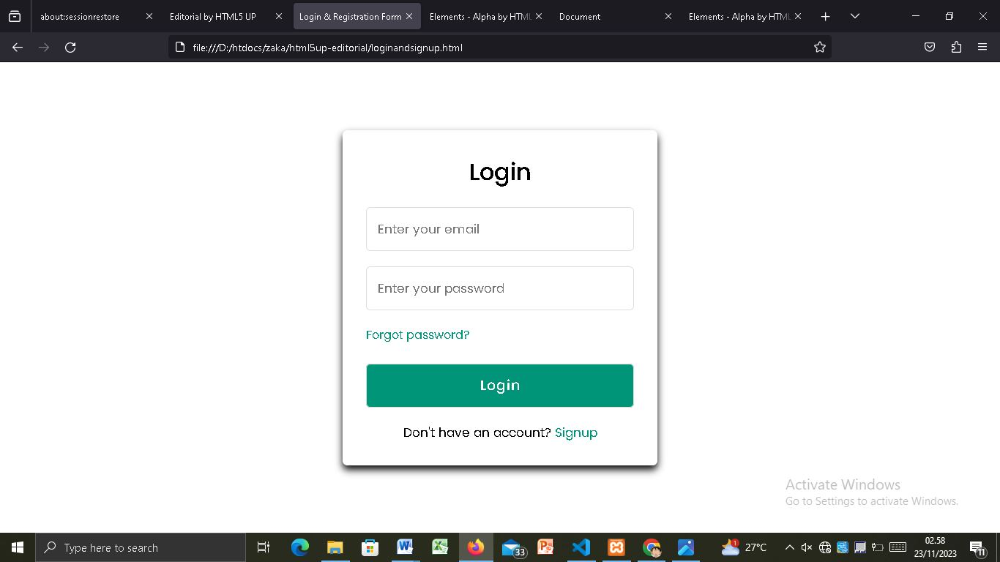 about:sessionrestore
Editorial by HTML5 UP
Login & Registration Form
Elements - Alpha by HTML
Document
Elements - Alpha by HTML
file:///D:/htdocs/zaka/html5up-editorial/loginandsignup.html
Login
Enter your email
Enter your password
Forgot password?
Login
Don't have an account? Signup
Activate Windows
Go to Settings to activate Windows.
Type here to search
33
1
27°C
02.58
23/11/2023
11